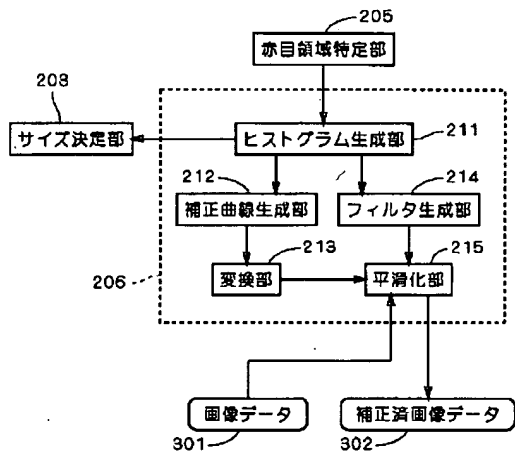 205
赤目領域特定部
208
サイズ決定部
ヒストグラム生成部
211
212
補正曲線生成部
214
フィルタ生成部
213
変換部
215
平滑化部
206
画像データ
301
補正済画像データ
302